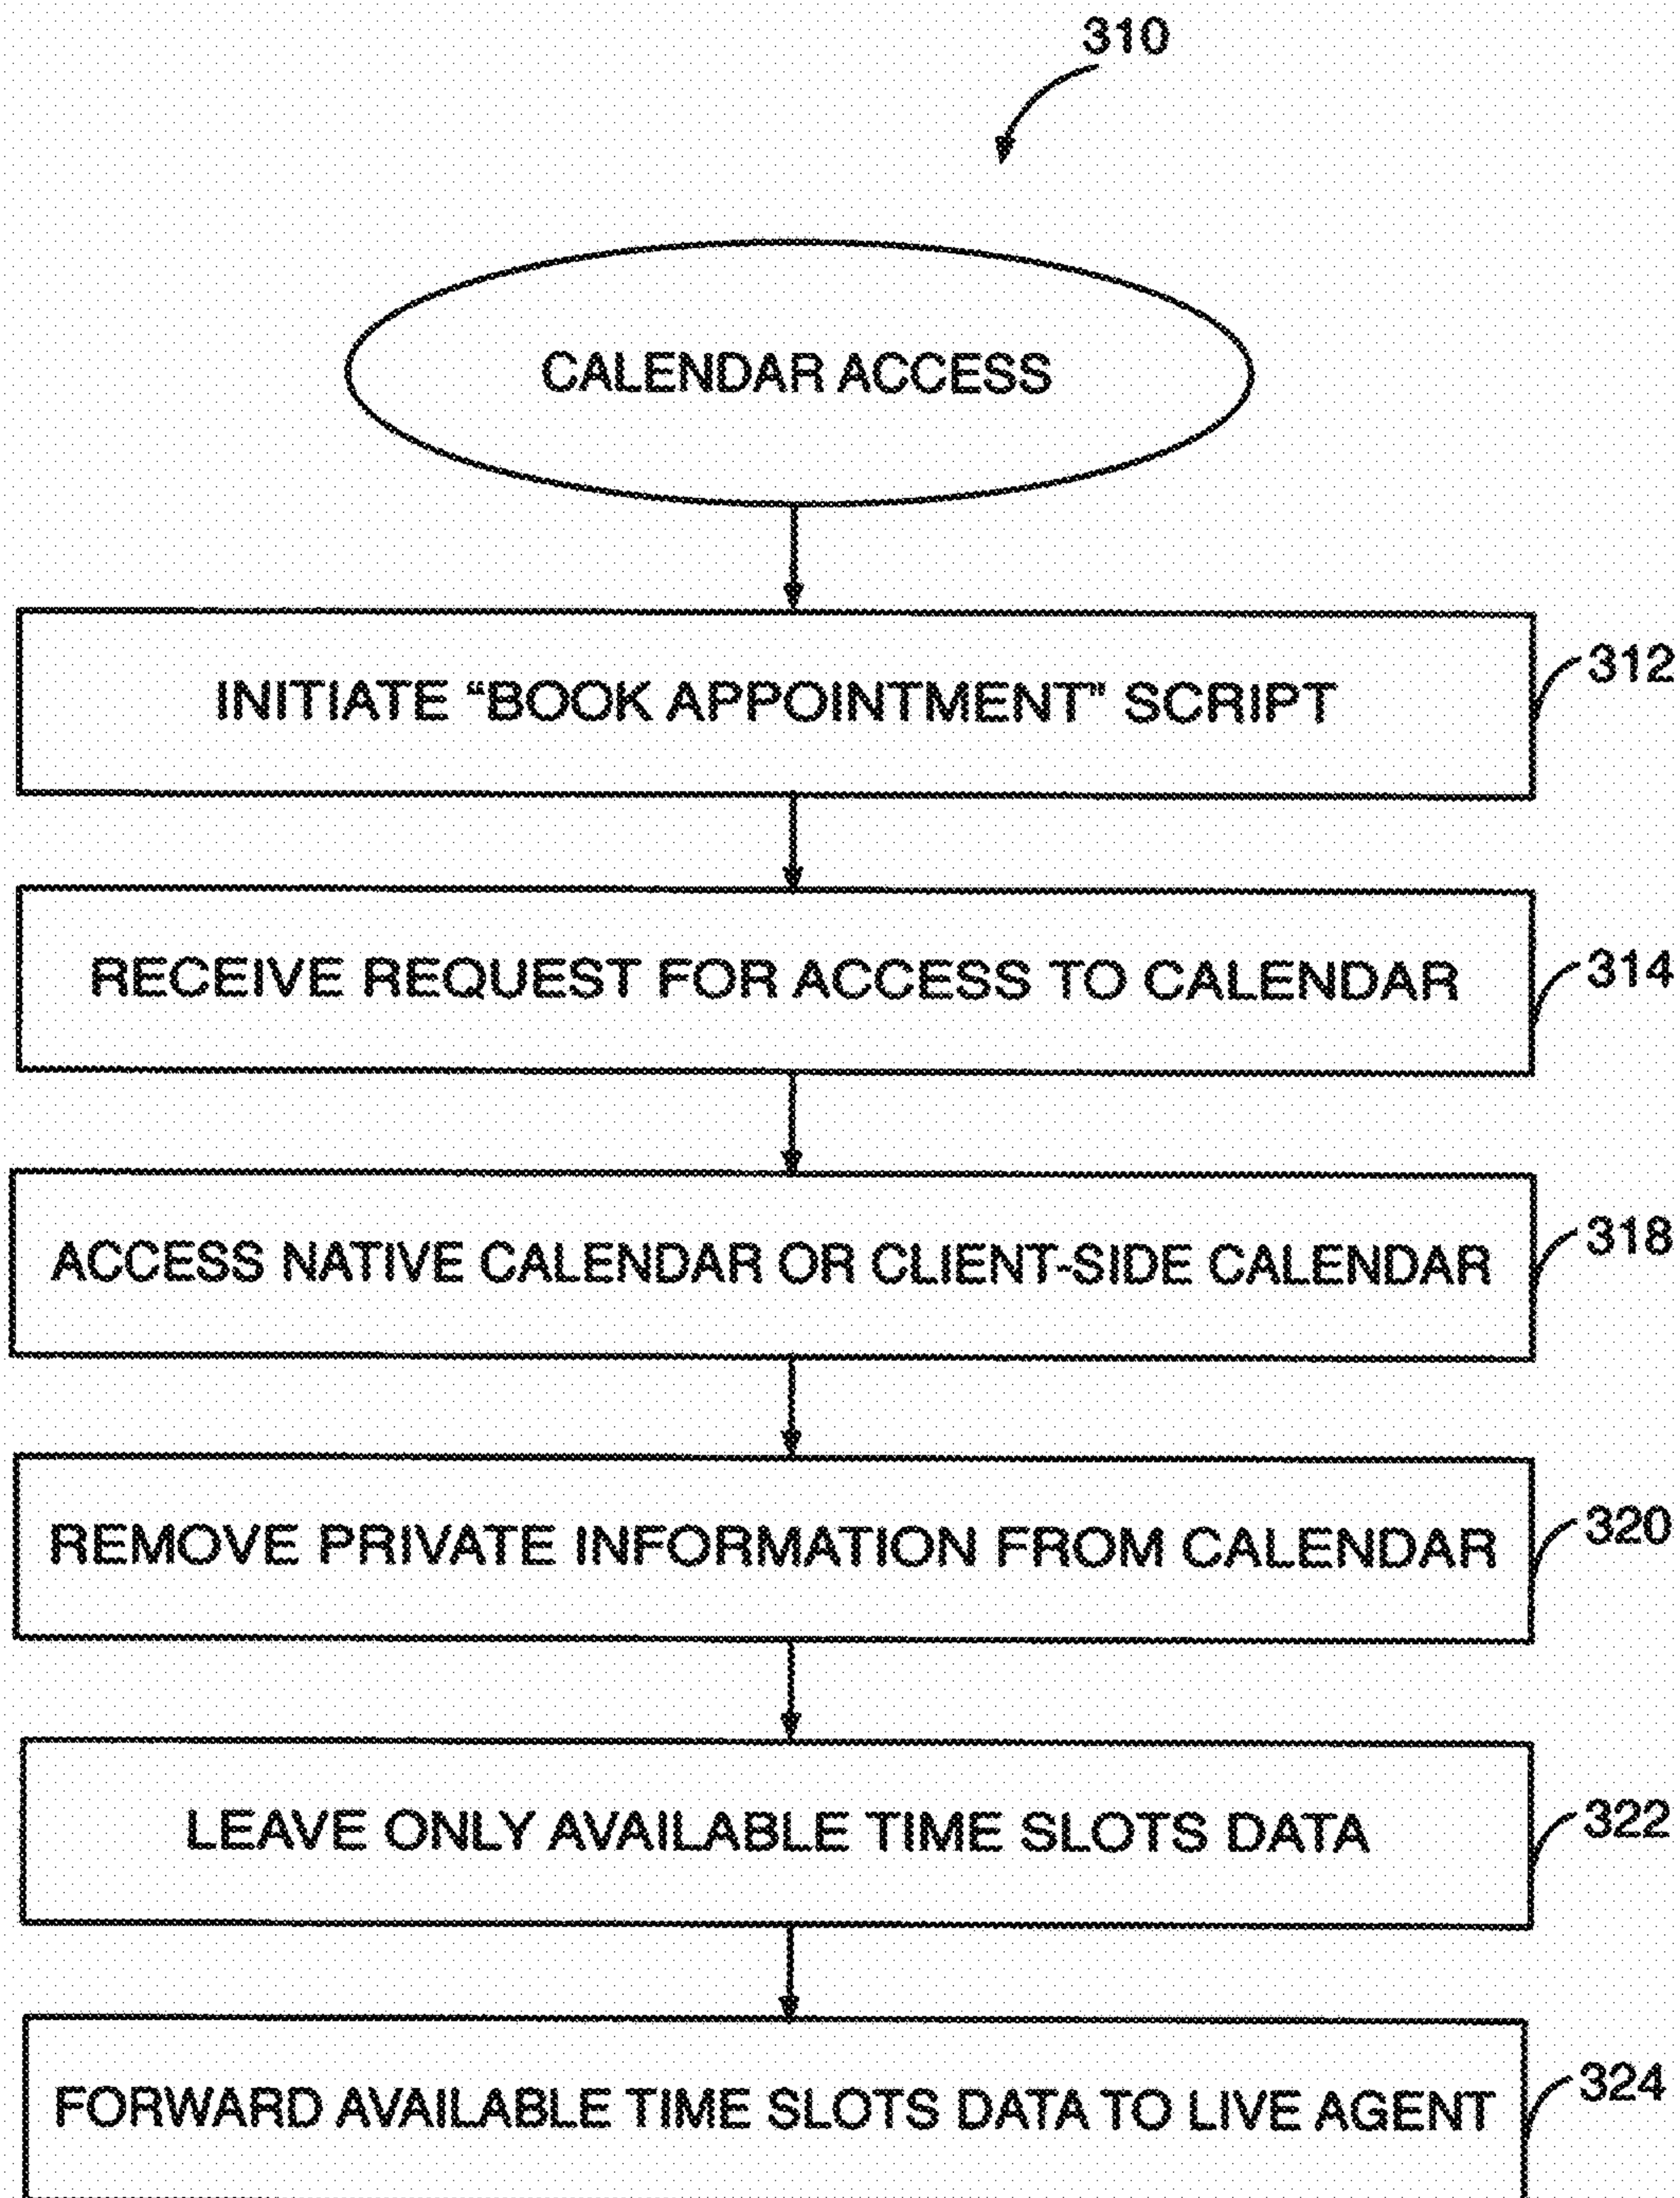 310
CALENDAR ACCESS
INITIATE “BOOK APPOINTMENT” SCRIPT
312
RECEIVE REQUEST FOR ACCESS TO CALENDAR
314
ACCESS NATIVE CALENDAR OR CLIENT-SIDE CALENDAR
318
REMOVE PRIVATE INFORMATION FROM CALENDAR
320
LEAVE ONLY AVAILABLE TIME SLOTS DATA
322
FORWARD AVAILABLE TIME SLOTS DATA TO LIVE AGENT
324